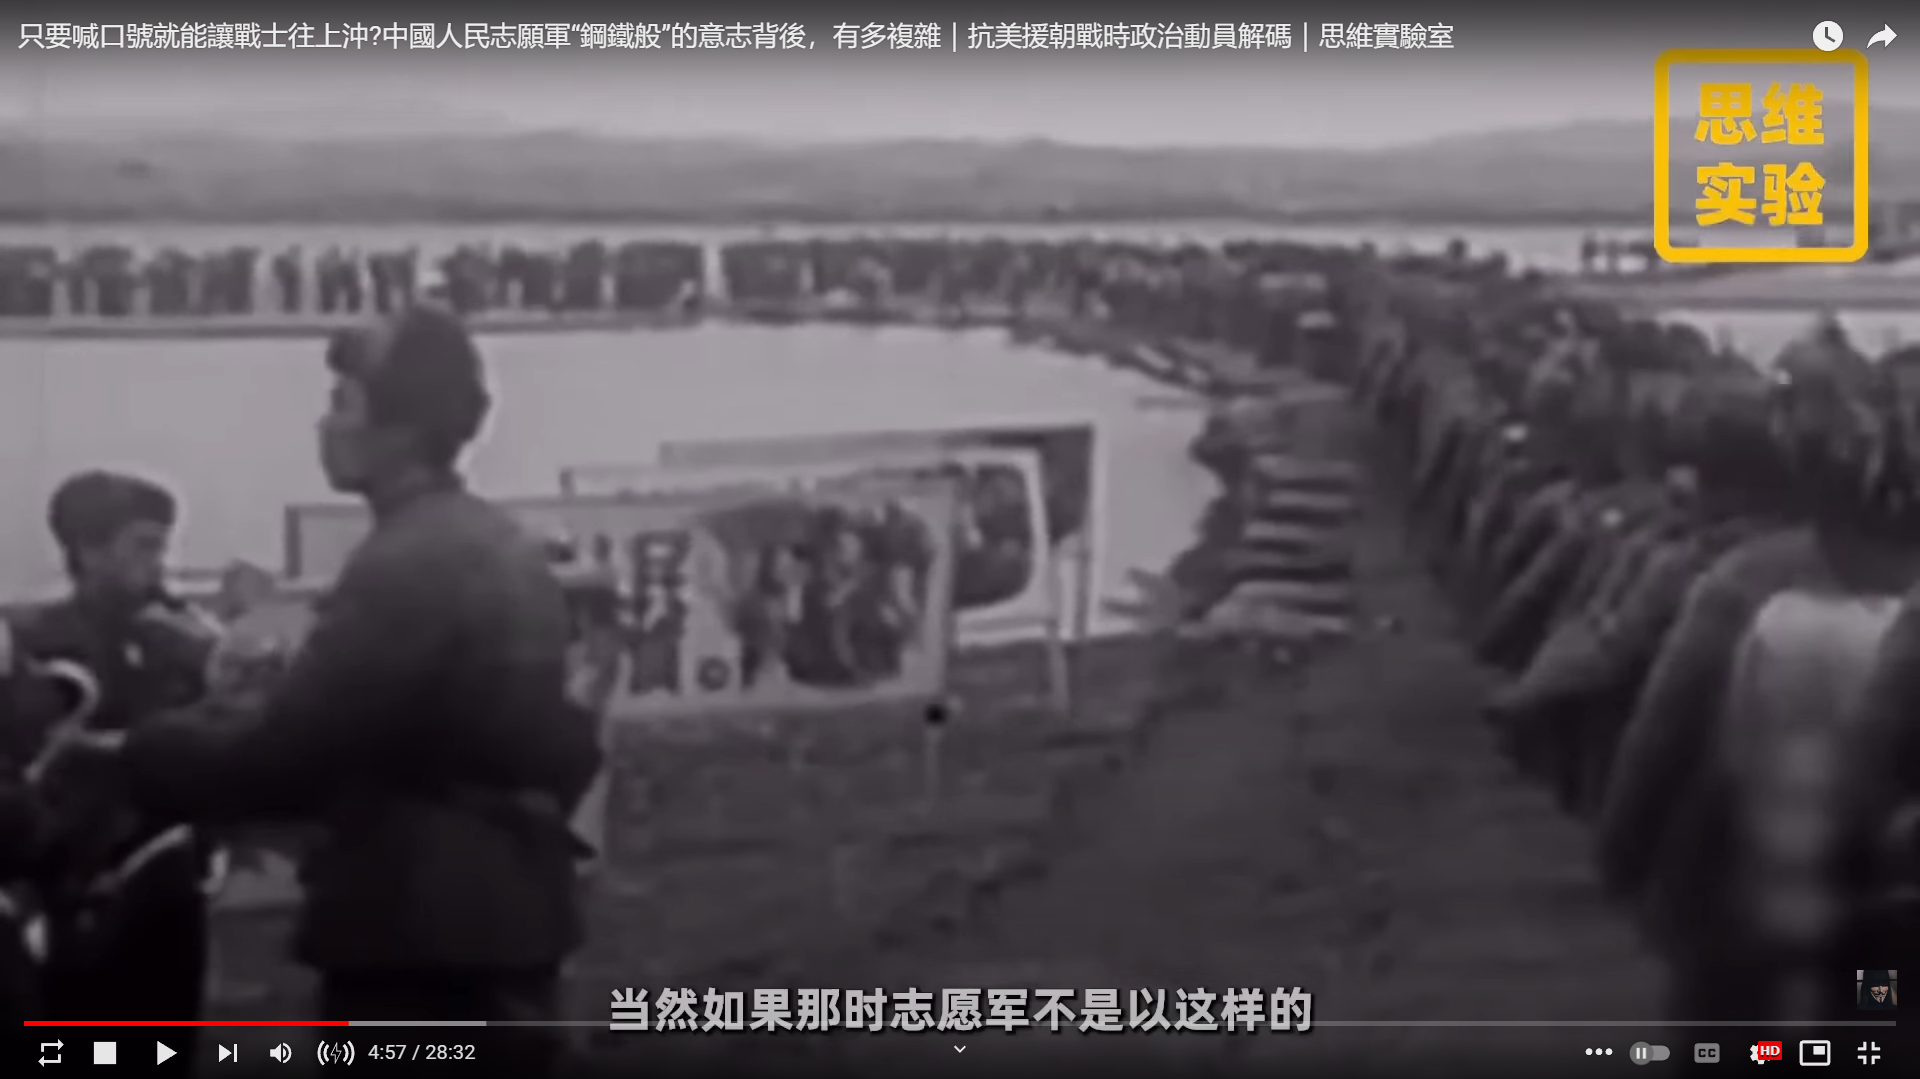 只要喊口號就能讓戰士往上沖?中國人民志願軍“鋼鐵般”的意志背後，有多複雜｜抗美援朝戰時政治動員解碼｜思維實驗室
思维
实验
当然如果那时志愿军不是以这样的
4:57 / 28:32
CC
HD